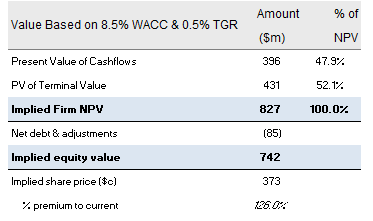 Value Based on 8.5% WACC & 0.5% TGR Amount ($m) % of NPV
Present Value of Cashflows 396 47.9%
PV of Terminal Value 431 52.1%
Implied Firm NPV 827 100.0%
Net debt & adjustments (85)
Implied equity value 742
Implied share price ($c) 373
% premium to current 126.0%